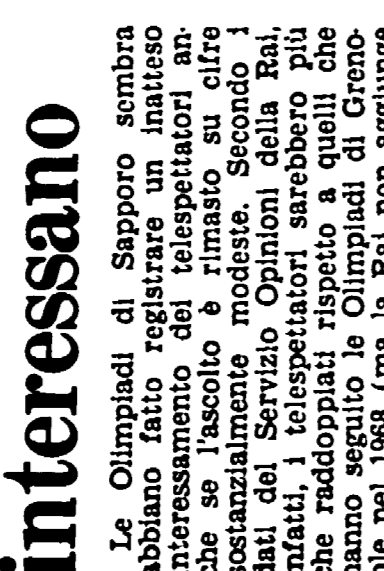 interessano
Le Olimpiadi di Sapporo sembra
abbiano fatto registrare un inatteso
interessamento dei telespettatori an-
che se l'ascolto è rimasto su cifre
sostanzialmente modeste. Secondo i
dati del Servizio Opinioni della Rai,
infatti, i telespettatori sarebbero più
che raddoppiati rispetto a quelli che
hanno seguito le Olimpiadi di Greno-
ble nel 1968 (ma la Rai non aggiunge